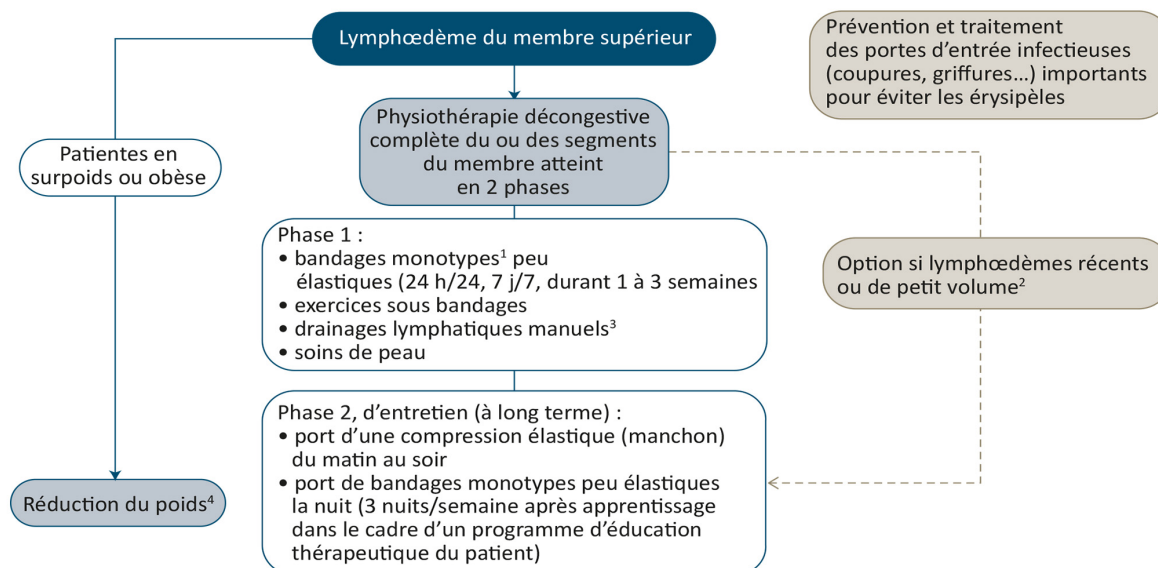 Lymphœdème du membre supérieur
Prévention et traitement
des portes d’entrée infectieuses
(coupures, griffures…) importants
pour éviter les érysipèles
Physiothérapie décongestive
complète du ou des segments
du membre atteint
en 2 phases
Patientes en
surpoids ou obèse
Phase 1 :
• bandages monotypes¹ peu
élastiques (24 h/24, 7 j/7, durant 1 à 3 semaines
• exercices sous bandages
• drainages lymphatiques manuels³
• soins de peau
Option si lymphœdèmes récents
ou de petit volume²
Phase 2, d’entretien (à long terme) :
• port d’une compression élastique (manchon)
du matin au soir
• port de bandages monotypes peu élastiques
la nuit (3 nuits/semaine après apprentissage
dans le cadre d’un programme d’éducation
thérapeutique du patient)
Réduction du poids⁴